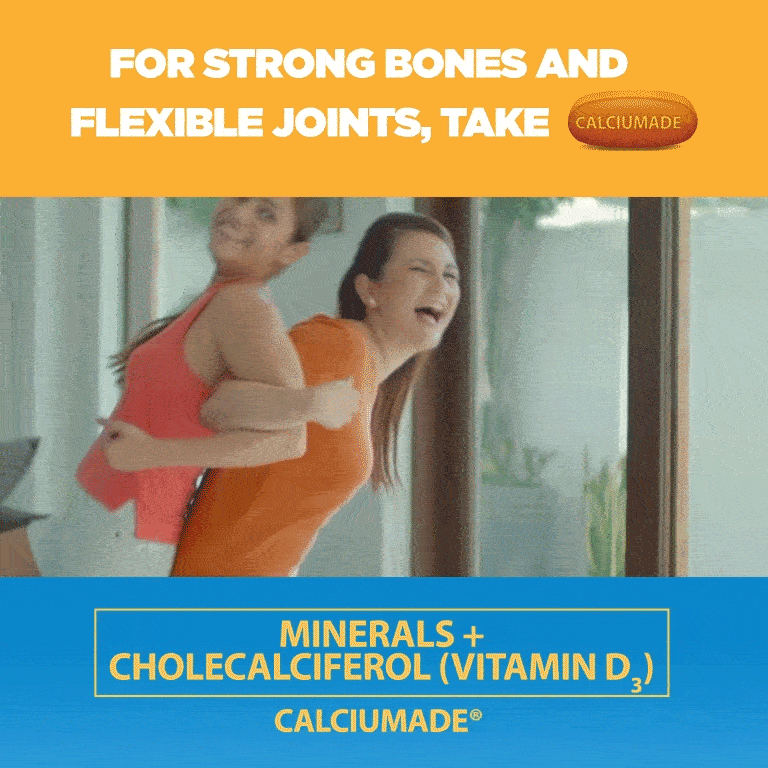 FOR STRONG BONES AND
FLEXIBLE JOINTS, TAKE CALCIUMADE
MINERALS +
CHOLECALCIFEROL (VITAMIN D₃)
CALCIUMADE®